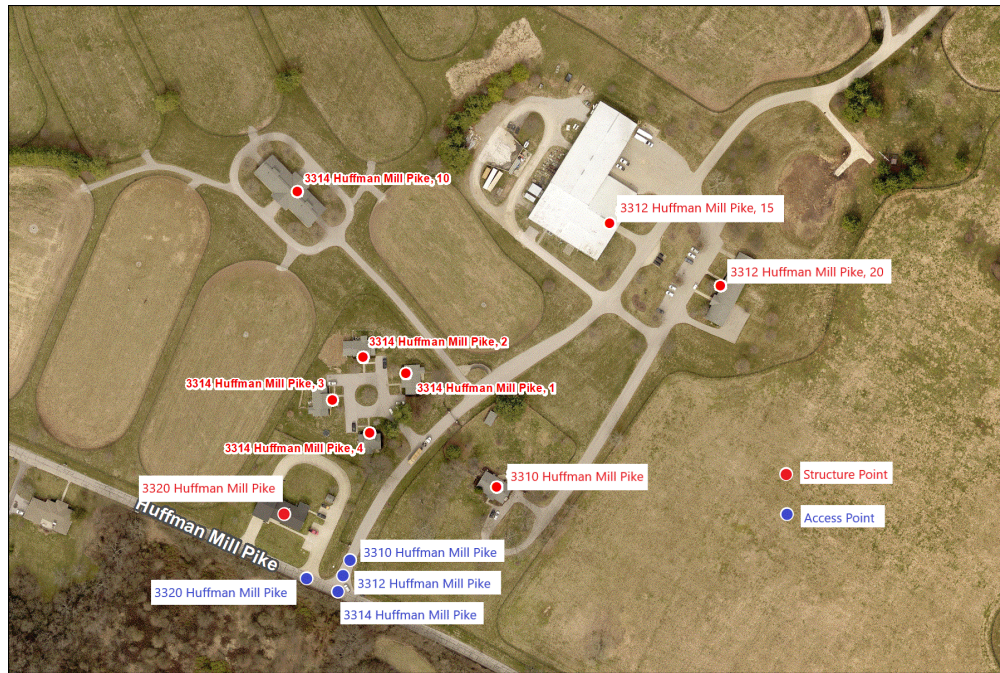 3314 Huffman Mill Pike, 10
3312 Huffman Mill Pike, 15
3312 Huffman Mill Pike, 20
3314 Huffman Mill Pike, 2
3314 Huffman Mill Pike, 3
3314 Huffman Mill Pike, 1
3314 Huffman Mill Pike, 4
3310 Huffman Mill Pike
Structure Point
3320 Huffman Mill Pike
Access Point
Huffman Mill Pike
3310 Huffman Mill Pike
3312 Huffman Mill Pike
3320 Huffman Mill Pike
3314 Huffman Mill Pike